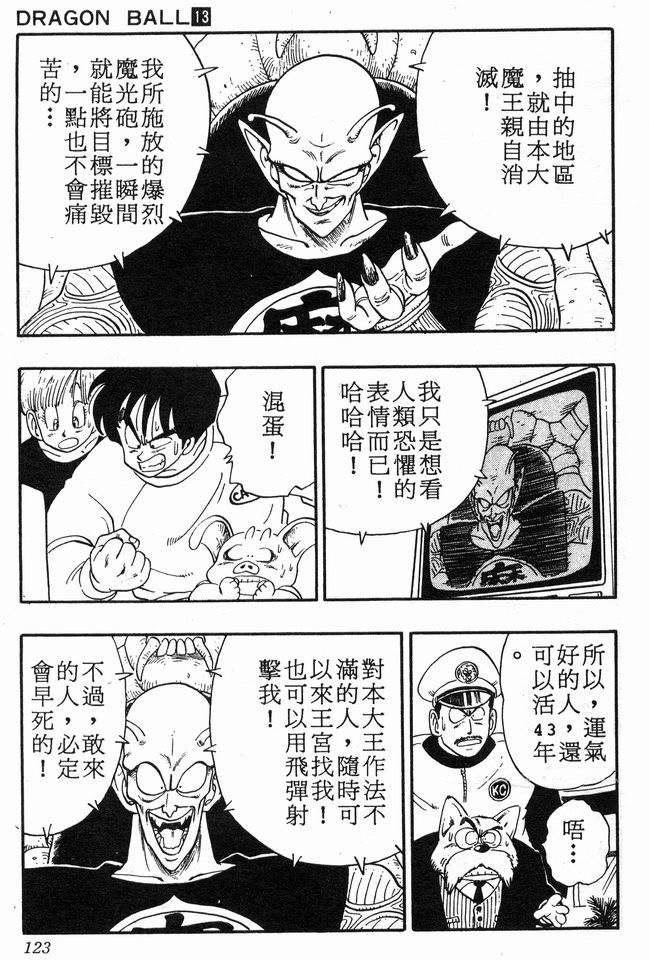 DRAGON BALL 13
抽中的地區
，就由本大
魔王親自消
滅！
我所施放的爆烈
魔光砲，一瞬間
就能將目標摧毀
，一點也不會痛
苦的…
麻
我只是想看
人類恐懼的
表情而已！
哈哈哈！
麻
混蛋！
CA
所以，運氣
好的人，還
可以活43年
。
KC
唔…
對本大王作法不
滿的人，隨時可
以來王宮找我！
也可以用飛彈射
擊我！
不過，敢來
的人，必定
會早死的！
123